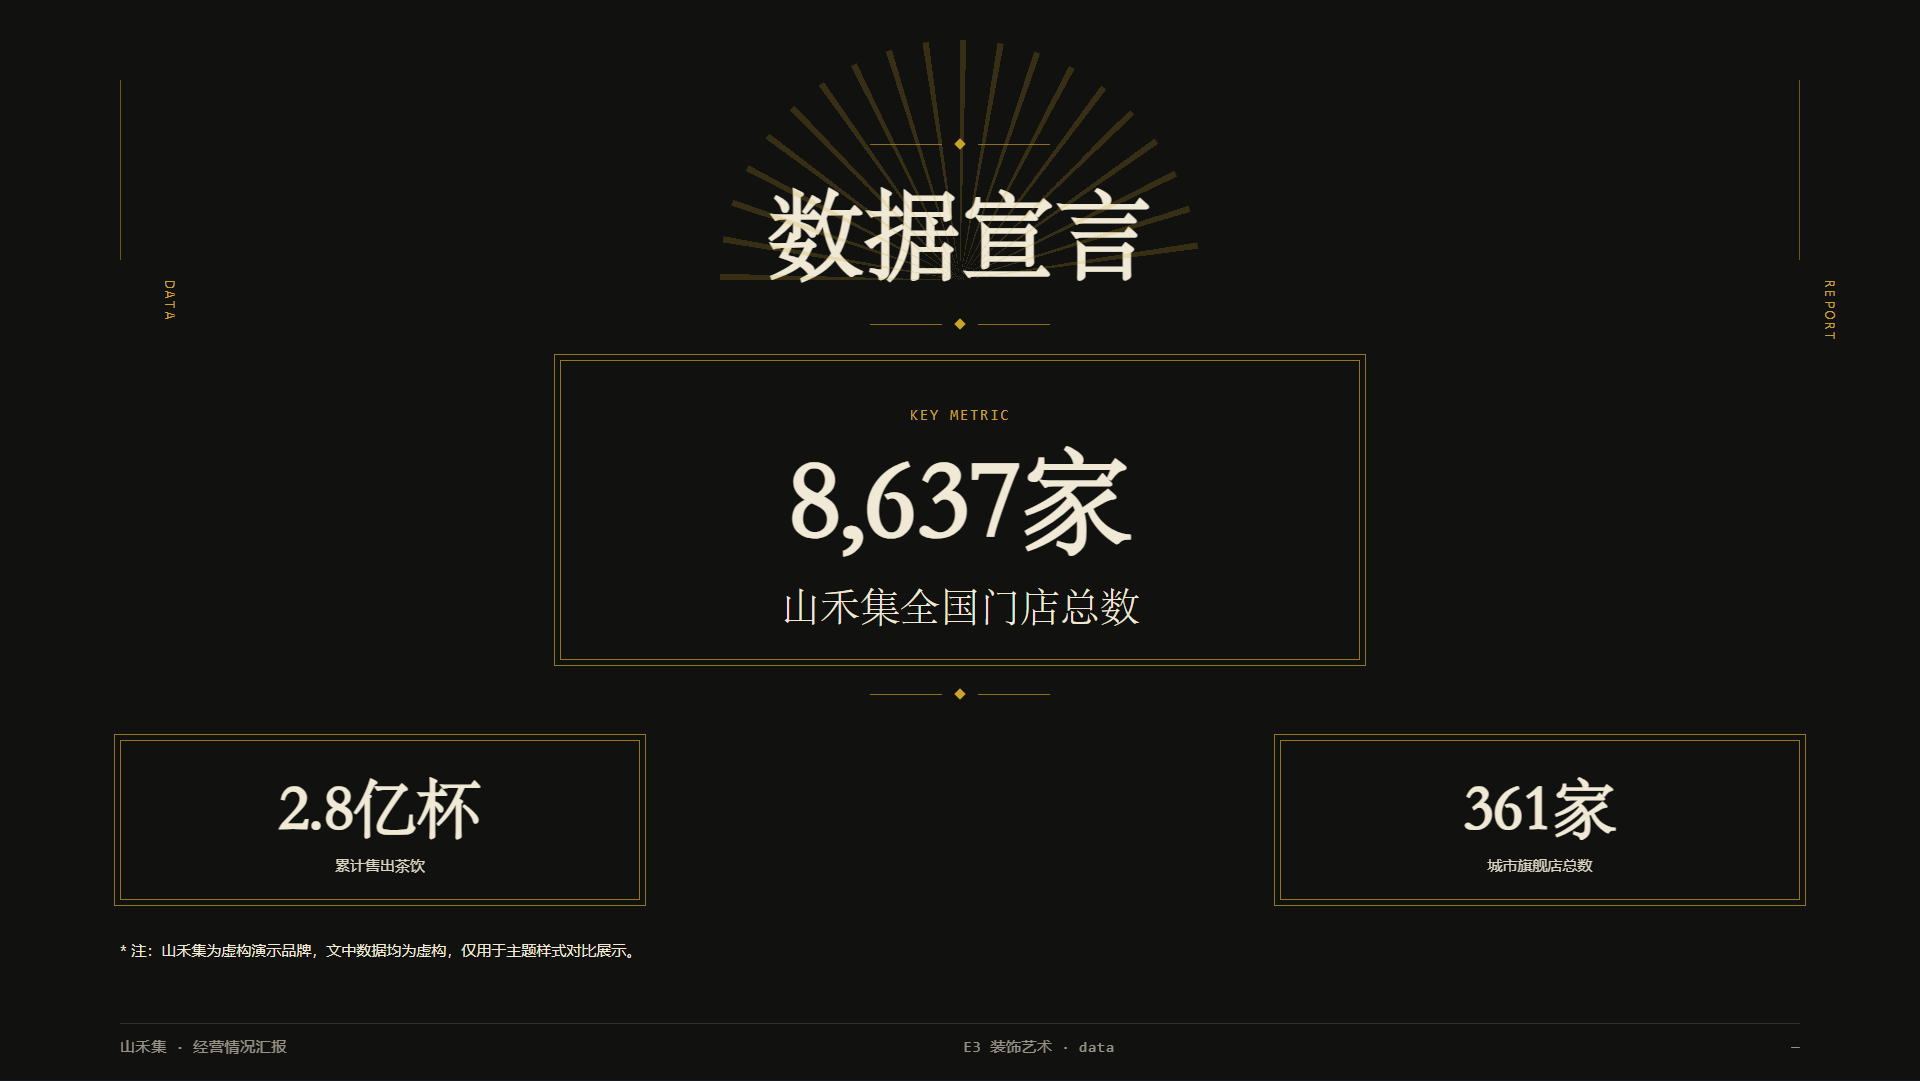 数据宣言
DATA
REPORT
KEY METRIC
8,637家
山禾集全国门店总数
2.8亿杯
累计售出茶饮
361家
城市旗舰店总数
* 注：山禾集为虚构演示品牌，文中数据均为虚构，仅用于主题样式对比展示。
山禾集 · 经营情况汇报
E3 装饰艺术 · data
—